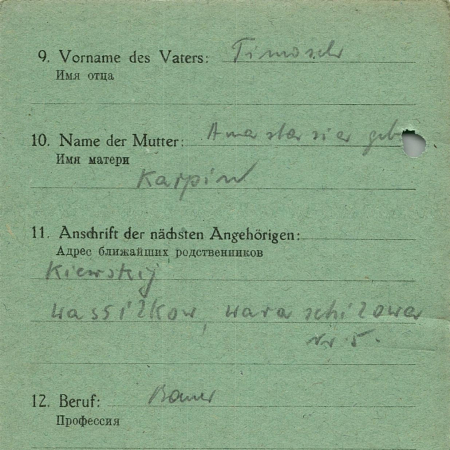 9. Vorname des Vaters: Timosch
Имя отца
10. Name der Mutter: Anastasia geb.
Имя матери
Karpin
11. Anschrift der nächsten Angehörigen:
Адрес ближайших родственников
Kiewskij
Wassilkow, Waraschilowa
Nr 5.
12. Beruf: Bauer
Профессия